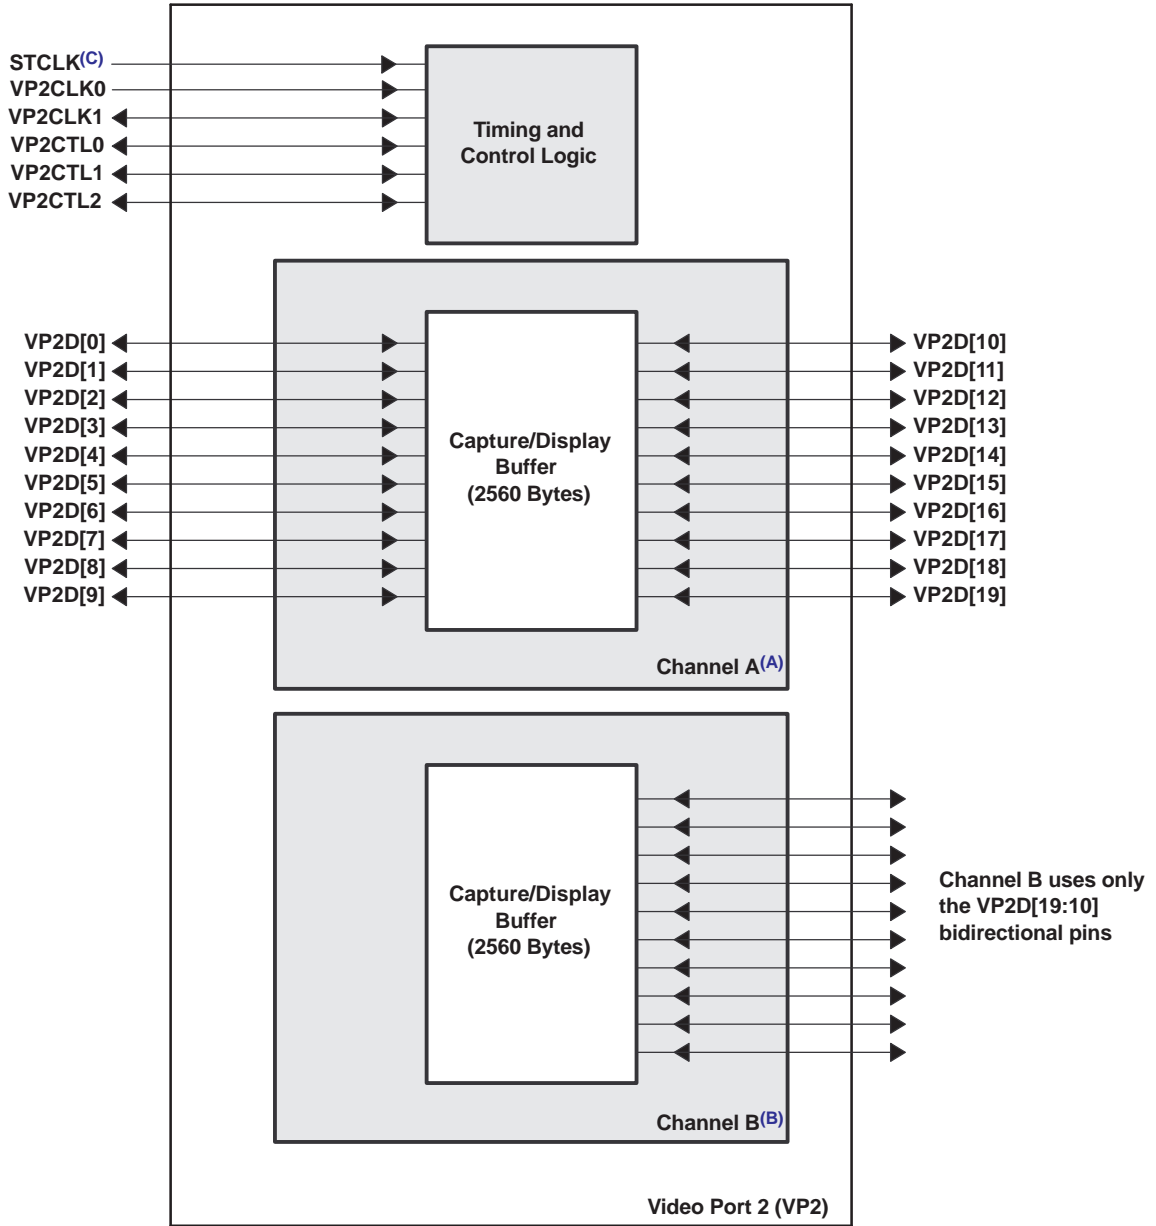 STCLK(C)
VP2CLK0
VP2CLK1
VP2CTL0
VP2CTL1
VP2CTL2
Timing and
Control Logic
VP2D[0]
VP2D[1]
VP2D[2]
VP2D[3]
VP2D[4]
VP2D[5]
VP2D[6]
VP2D[7]
VP2D[8]
VP2D[9]
Capture/Display
Buffer
(2560 Bytes)
VP2D[10]
VP2D[11]
VP2D[12]
VP2D[13]
VP2D[14]
VP2D[15]
VP2D[16]
VP2D[17]
VP2D[18]
VP2D[19]
Channel A(A)
Capture/Display
Buffer
(2560 Bytes)
Channel B uses only
the VP2D[19:10]
bidirectional pins
Channel B(B)
Video Port 2 (VP2)